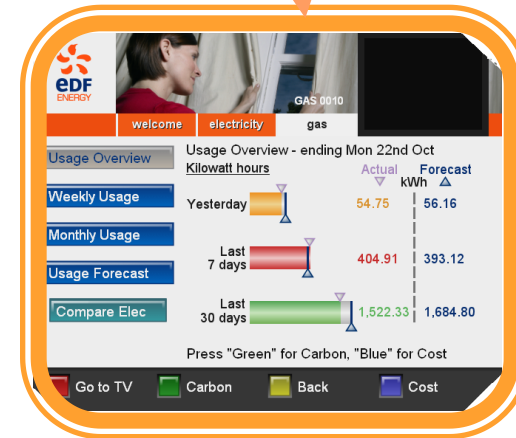 eDF
ENERGY
GAS 0010
welcome electricity gas
Usage Overview
Weekly Usage
Monthly Usage
Usage Forecast
Compare Elec
Usage Overview - ending Mon 22nd Oct
Kilowatt hours Actual Forecast
kWh
Yesterday 54.75 56.16
Last
7 days 404.91 393.12
Last
30 days 1,522.33 1,684.80
Press "Green" for Carbon, "Blue" for Cost
Go to TV Carbon Back Cost